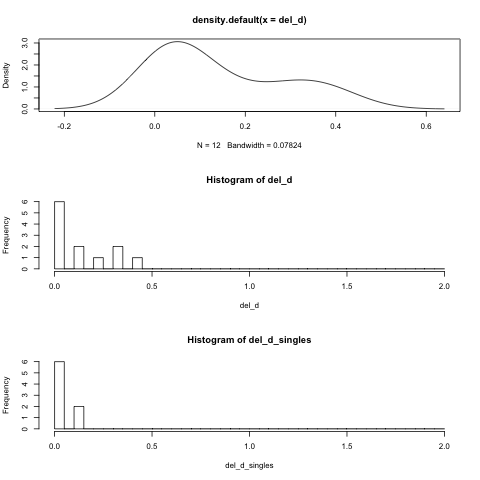 density.default(x = del_d)
Density
0.0 1.0 2.0 3.0
-0.2 0.0 0.2 0.4 0.6
N = 12 Bandwidth = 0.07824
Histogram of del_d
Frequency
0 1 2 3 4 5 6
0.0 0.5 1.0 1.5 2.0
del_d
Histogram of del_d_singles
Frequency
0 1 2 3 4 5 6
0.0 0.5 1.0 1.5 2.0
del_d_singles